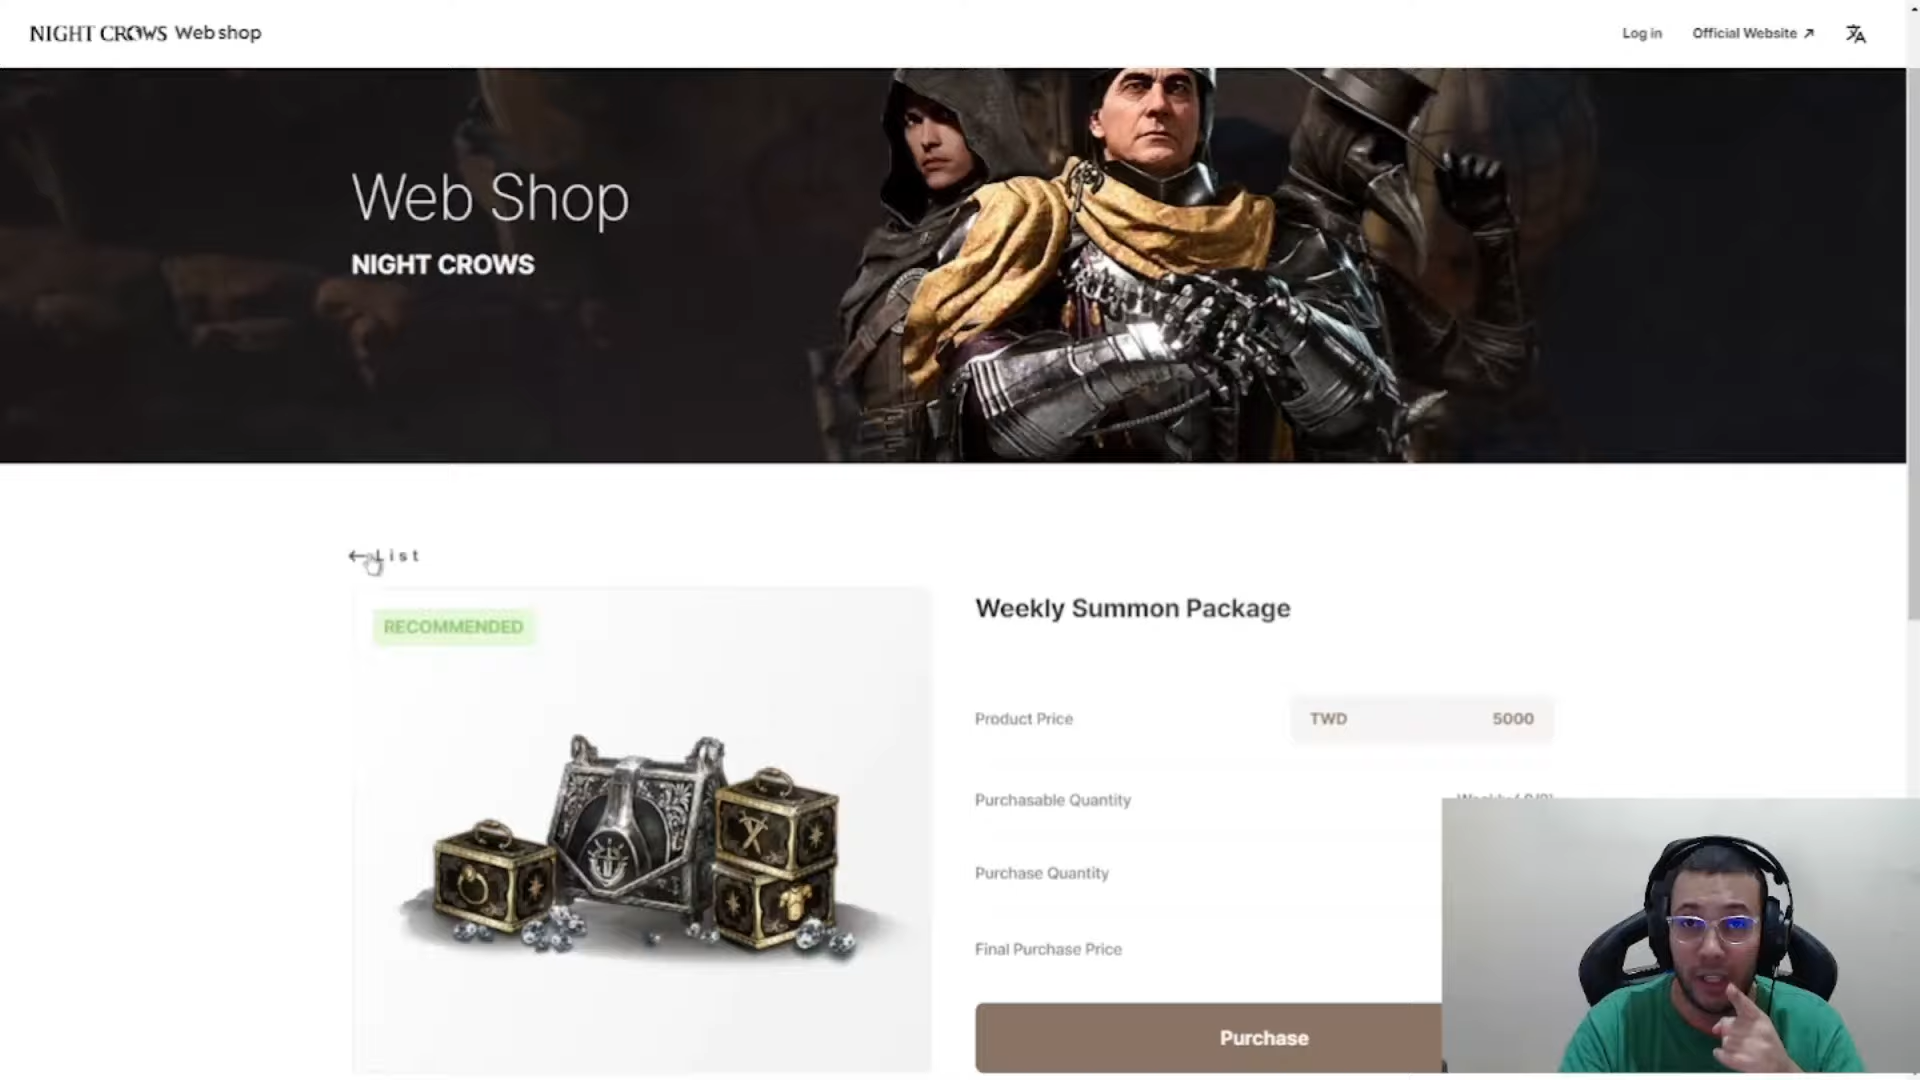 NIGHT CROWS Web shop
Log in
Official Website
Web Shop
NIGHT CROWS
List
RECOMMENDED
Weekly Summon Package
Product Price
TWD 5000
Purchasable Quantity
Purchase Quantity
Final Purchase Price
Purchase